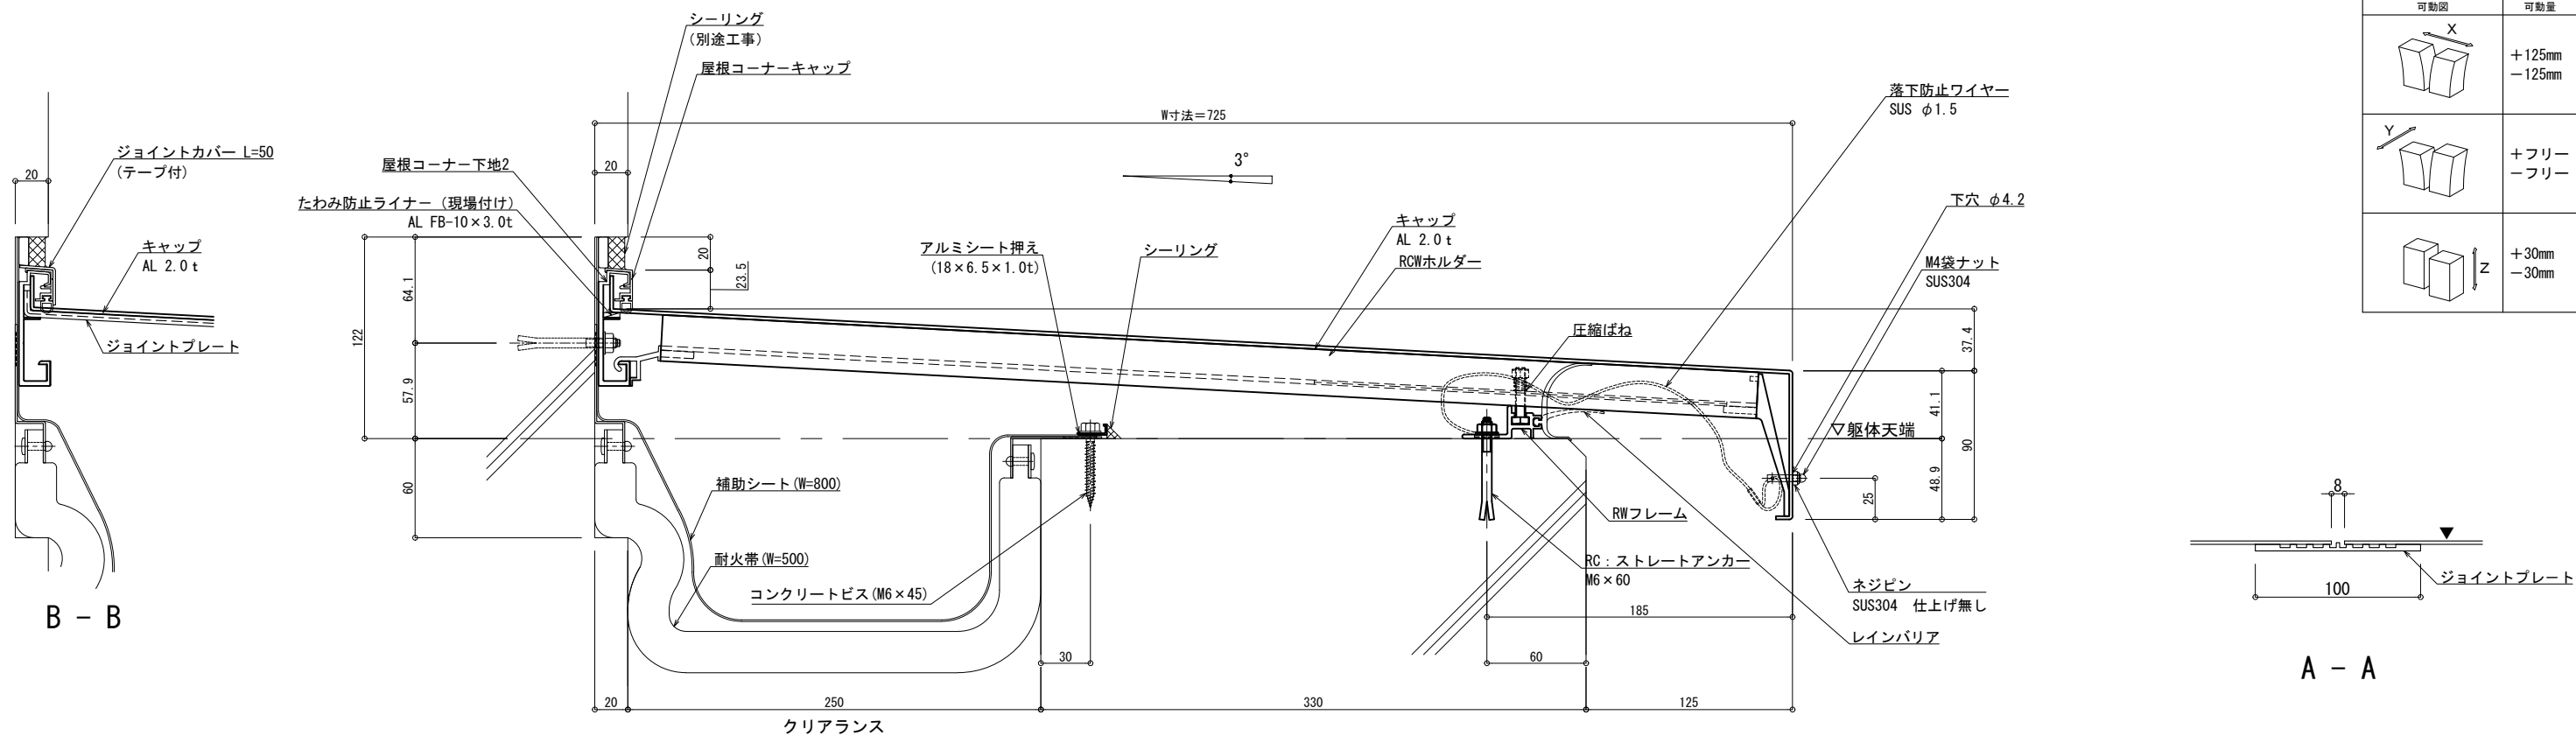 シーリング
(別途工事)
屋根コーナーキャップ
ジョイントカバー L=50
(テープ付)
20
キャップ
AL 2.0t
ジョイントプレート
B － B
屋根コーナー下地2
たわみ防止ライナー（現場付け）
AL FB-10×3.0t
W寸法＝725
20
3°
20
23.5
64.1
122
57.9
60
アルミシート押え
(18×6.5×1.0t)
シーリング
キャップ
AL 2.0t
RCWホルダー
圧縮ばね
落下防止ワイヤー
SUS φ1.5
下穴 φ4.2
M4袋ナット
SUS304
37.4
41.1
▽躯体天端
90
48.9
25
補助シート(W=800)
耐火帯(W=500)
コンクリートビス(M6×45)
RWフレーム
RC：ストレートアンカー
M6×60
ネジピン
SUS304 仕上げ無し
レインバリア
185
30
60
20
250
330
125
クリアランス
可動図
可動量
X
＋125mm
－125mm
Y
＋フリー
－フリー
Z
＋30mm
－30mm
8
▼
ジョイントプレート
100
A － A